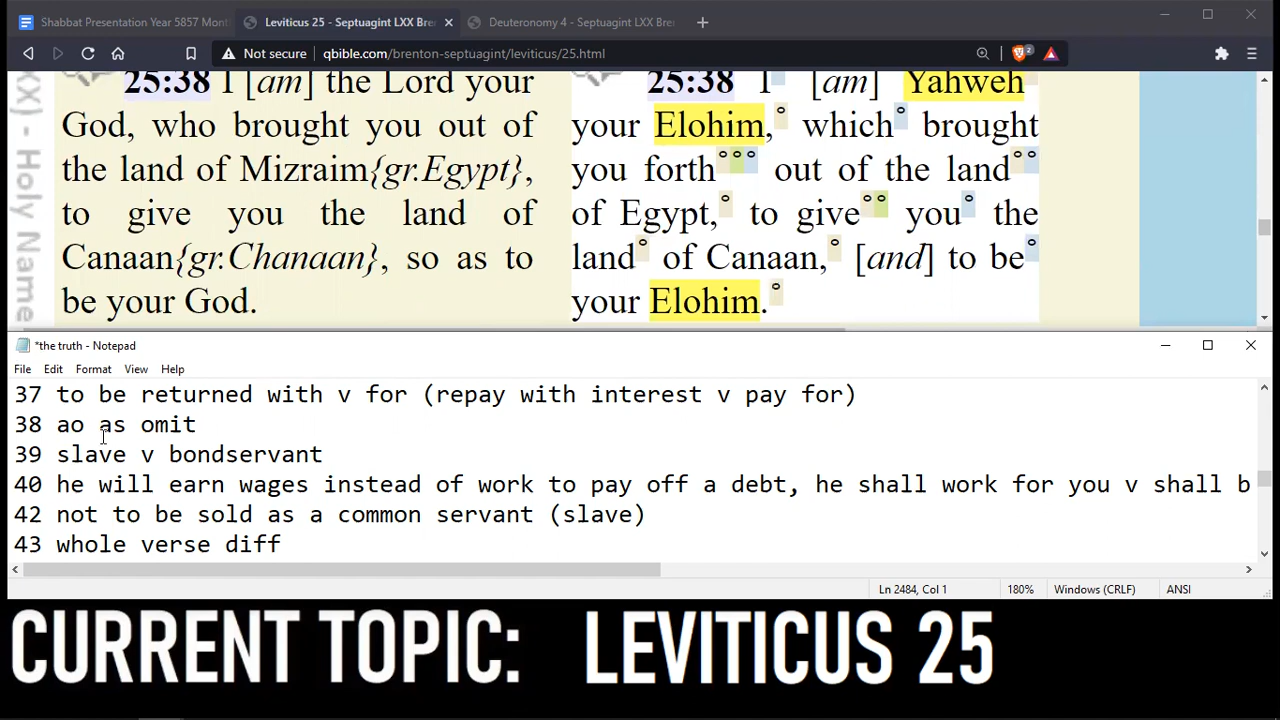 Shabbat Presentation Year 5857 Mont
Leviticus 25 - Septuagint LXX Bre
Deuteronomy 4 - Septuagint LXX Bren
Not secure
qbible.com/brenton-septuagint/leviticus/25.html
2
XX) - Holy Name
25:38 I [am] the Lord your
God, who brought you out of
the land of Mizraim{gr.Egypt},
to give you the land of
Canaan{gr.Chanaan}, so as to
be your God.
25:38 I [am] Yahweh
your Elohim,° which° brought
you forth°°° out of the land°°
of Egypt,° to give°° you° the
land° of Canaan,° [and] to be°
your Elohim.°
*the truth - Notepad
File Edit Format View Help
37 to be returned with v for (repay with interest v pay for)
38 ao as omit
39 slave v bondservant
40 he will earn wages instead of work to pay off a debt, he shall work for you v shall b
42 not to be sold as a common servant (slave)
43 whole verse diff
Ln 2484, Col 1
180%
Windows (CRLF)
ANSI
CURRENT TOPIC: LEVITICUS 25